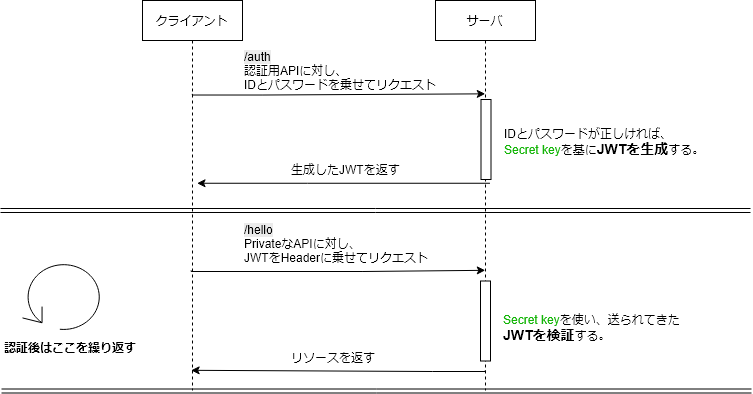 クライアント
サーバ
/auth
認証用APIに対し、
IDとパスワードを乗せてリクエスト
IDとパスワードが正しければ、
Secret keyを基にJWTを生成する。
生成したJWTを返す
/hello
PrivateなAPIに対し、
JWTをHeaderに乗せてリクエスト
Secret keyを使い、送られてきた
JWTを検証する。
認証後はここを繰り返す
リソースを返す